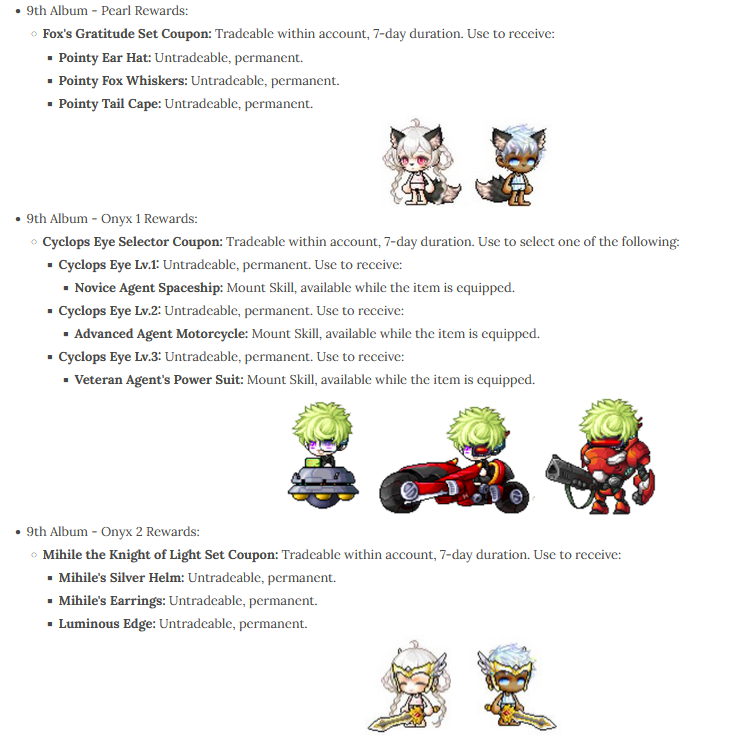 9th Album - Pearl Rewards:
Fox's Gratitude Set Coupon: Tradeable within account, 7-day duration. Use to receive:
Pointy Ear Hat: Untradeable, permanent.
Pointy Fox Whiskers: Untradeable, permanent.
Pointy Tail Cape: Untradeable, permanent.
9th Album - Onyx 1 Rewards:
Cyclops Eye Selector Coupon: Tradeable within account, 7-day duration. Use to select one of the following:
Cyclops Eye Lv.1: Untradeable, permanent. Use to receive:
Novice Agent Spaceship: Mount Skill, available while the item is equipped.
Cyclops Eye Lv.2: Untradeable, permanent. Use to receive:
Advanced Agent Motorcycle: Mount Skill, available while the item is equipped.
Cyclops Eye Lv.3: Untradeable, permanent. Use to receive:
Veteran Agent's Power Suit: Mount Skill, available while the item is equipped.
9th Album - Onyx 2 Rewards:
Mihile the Knight of Light Set Coupon: Tradeable within account, 7-day duration. Use to receive:
Mihile's Silver Helm: Untradeable, permanent.
Mihile's Earrings: Untradeable, permanent.
Luminous Edge: Untradeable, permanent.